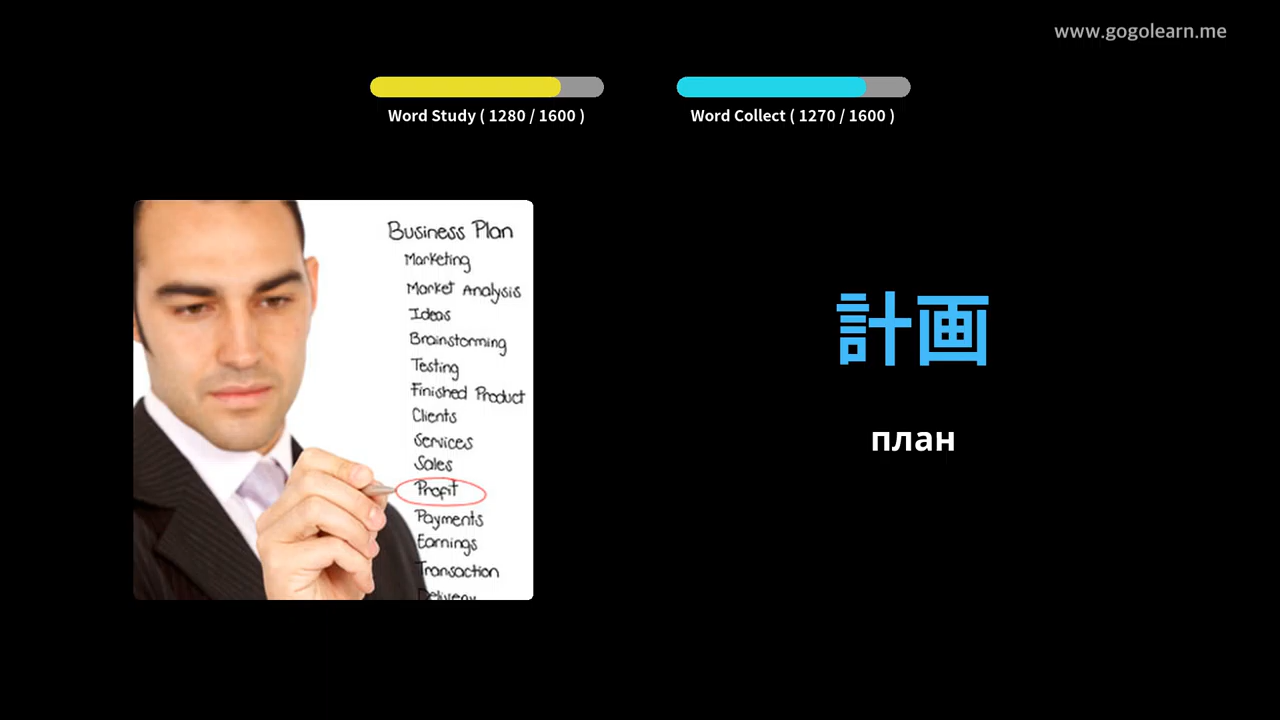 www.gogolearn.me
Word Study ( 1280 / 1600 )
Word Collect ( 1270 / 1600 )
Business Plan
Marketing
Market Analysis
Ideas
Brainstorming
Testing
Finished Product
Clients
Services
Sales
Profit
Payments
Earnings
Transaction
Delivery
計画
план